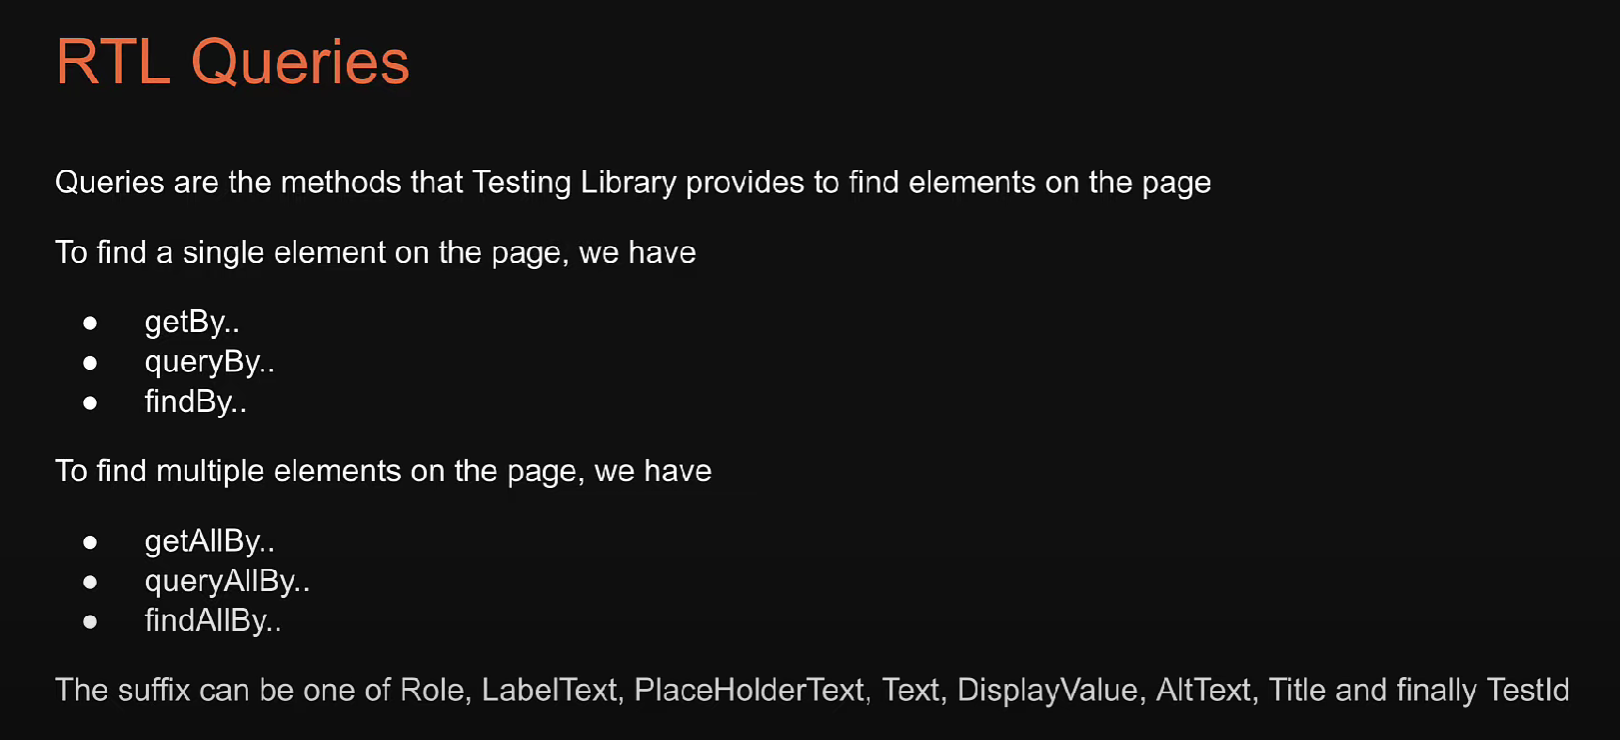 RTL Queries
Queries are the methods that Testing Library provides to find elements on the page
To find a single element on the page, we have
● getBy..
● queryBy..
● findBy..
To find multiple elements on the page, we have
● getAllBy..
● queryAllBy..
● findAllBy..
The suffix can be one of Role, LabelText, PlaceHolderText, Text, DisplayValue, AltText, Title and finally TestId